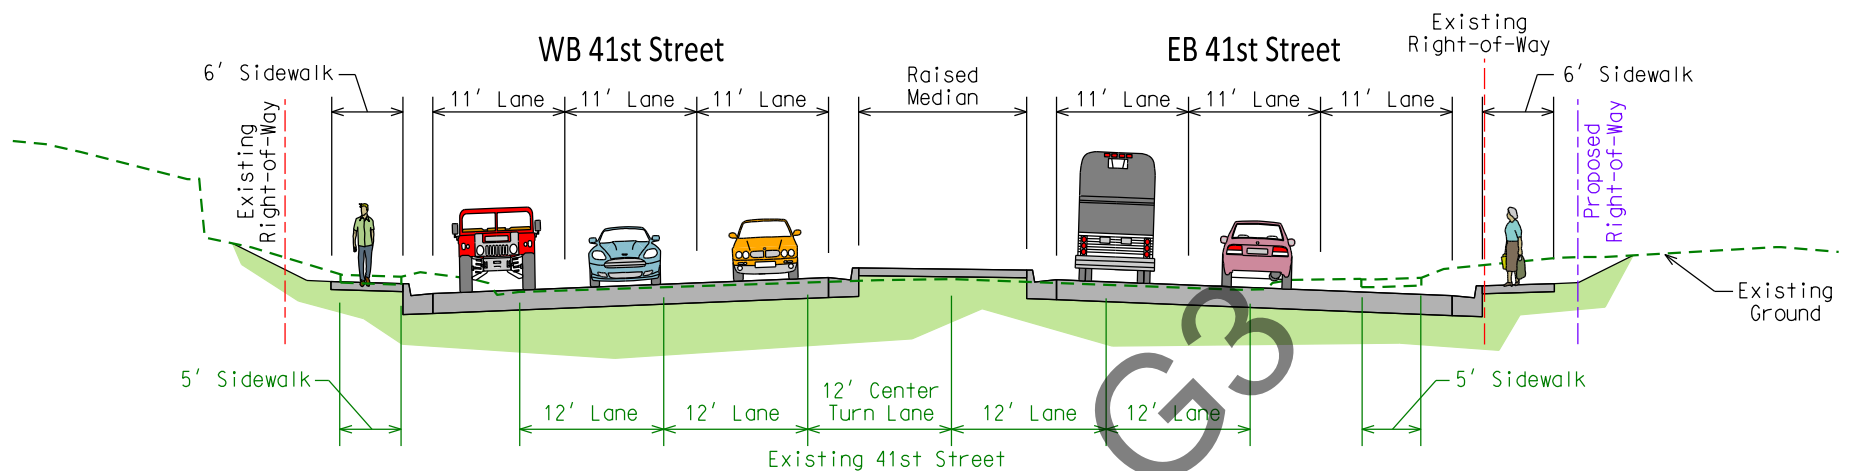 WB 41st Street
EB 41st Street
Existing
Right-of-Way
6' Sidewalk
Raised
Median
6' Sidewalk
11' Lane
11' Lane
11' Lane
11' Lane
11' Lane
11' Lane
Existing
Right-of-Way
Proposed
Right-of-Way
Existing
Ground
G3
5' Sidewalk
5' Sidewalk
12' Lane
12' Lane
12' Center
Turn Lane
12' Lane
12' Lane
Existing 41st Street